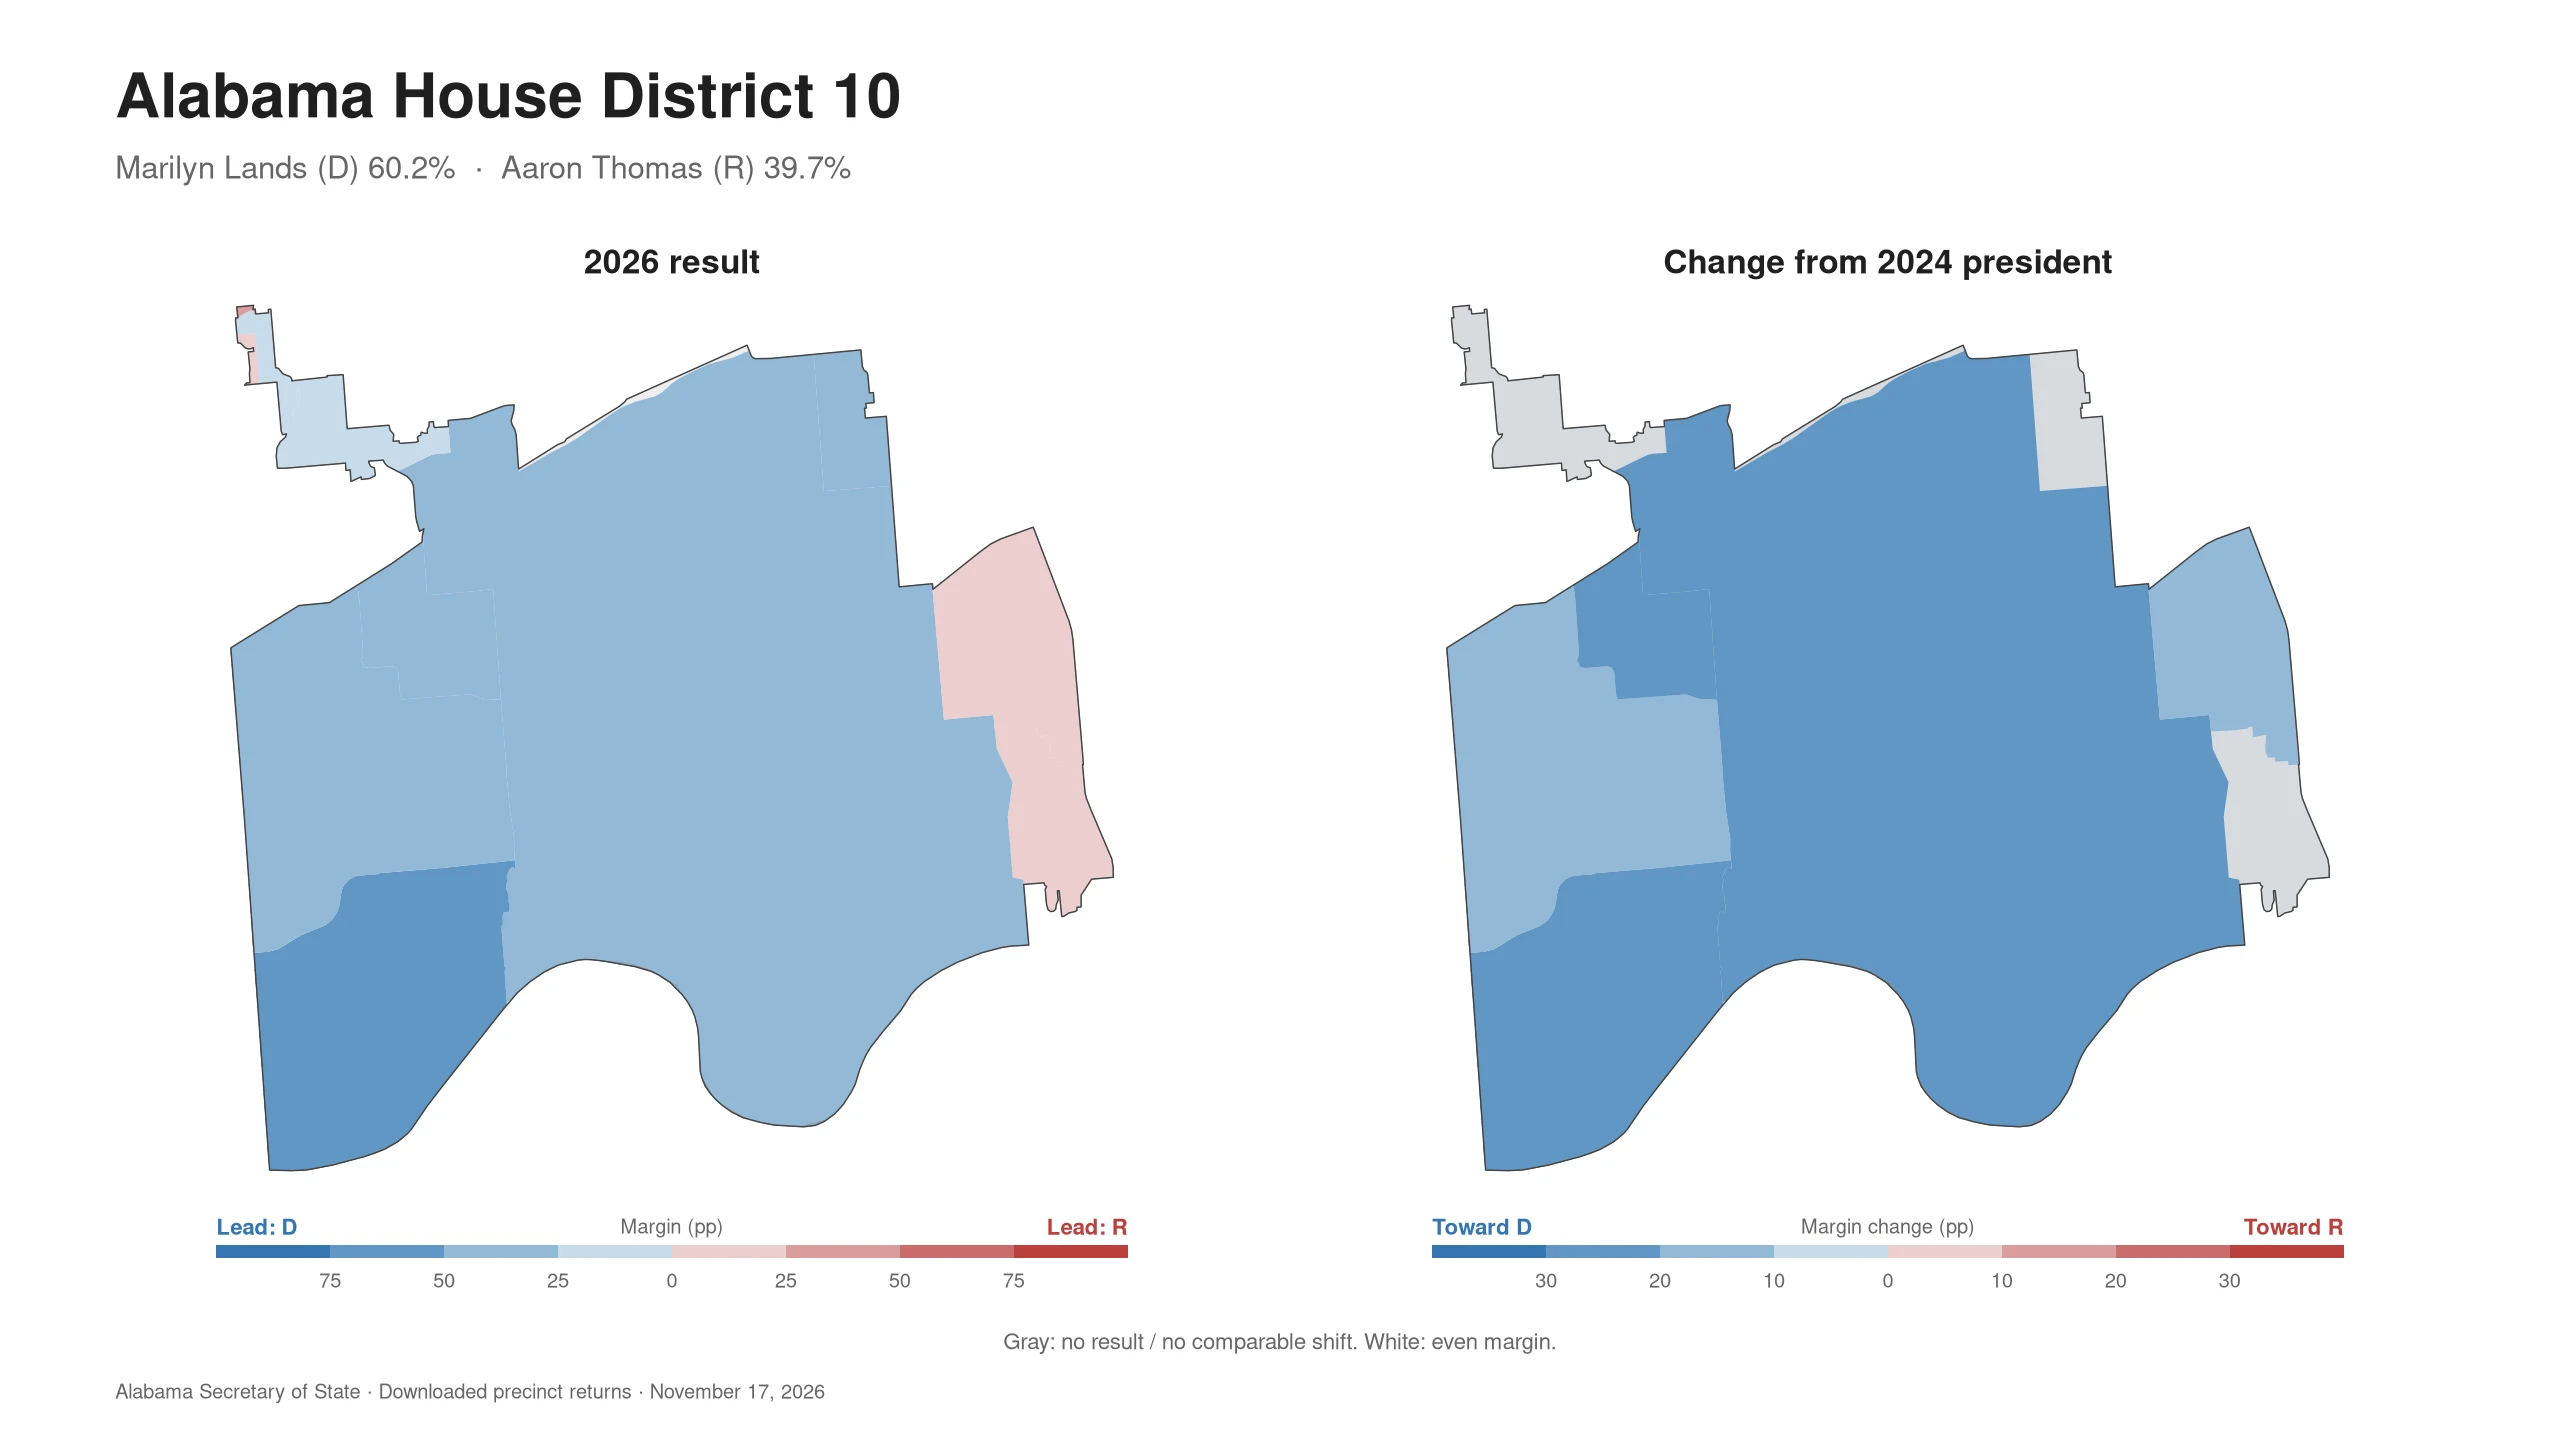 Alabama House District 10
Marilyn Lands (D) 60.2% · Aaron Thomas (R) 39.7%
2026 result
Change from 2024 president
Lead: D Margin (pp) Lead: R
75 50 25 0 25 50 75
Toward D Margin change (pp) Toward R
30 20 10 0 10 20 30
Gray: no result / no comparable shift. White: even margin.
Alabama Secretary of State · Downloaded precinct returns · November 17, 2026